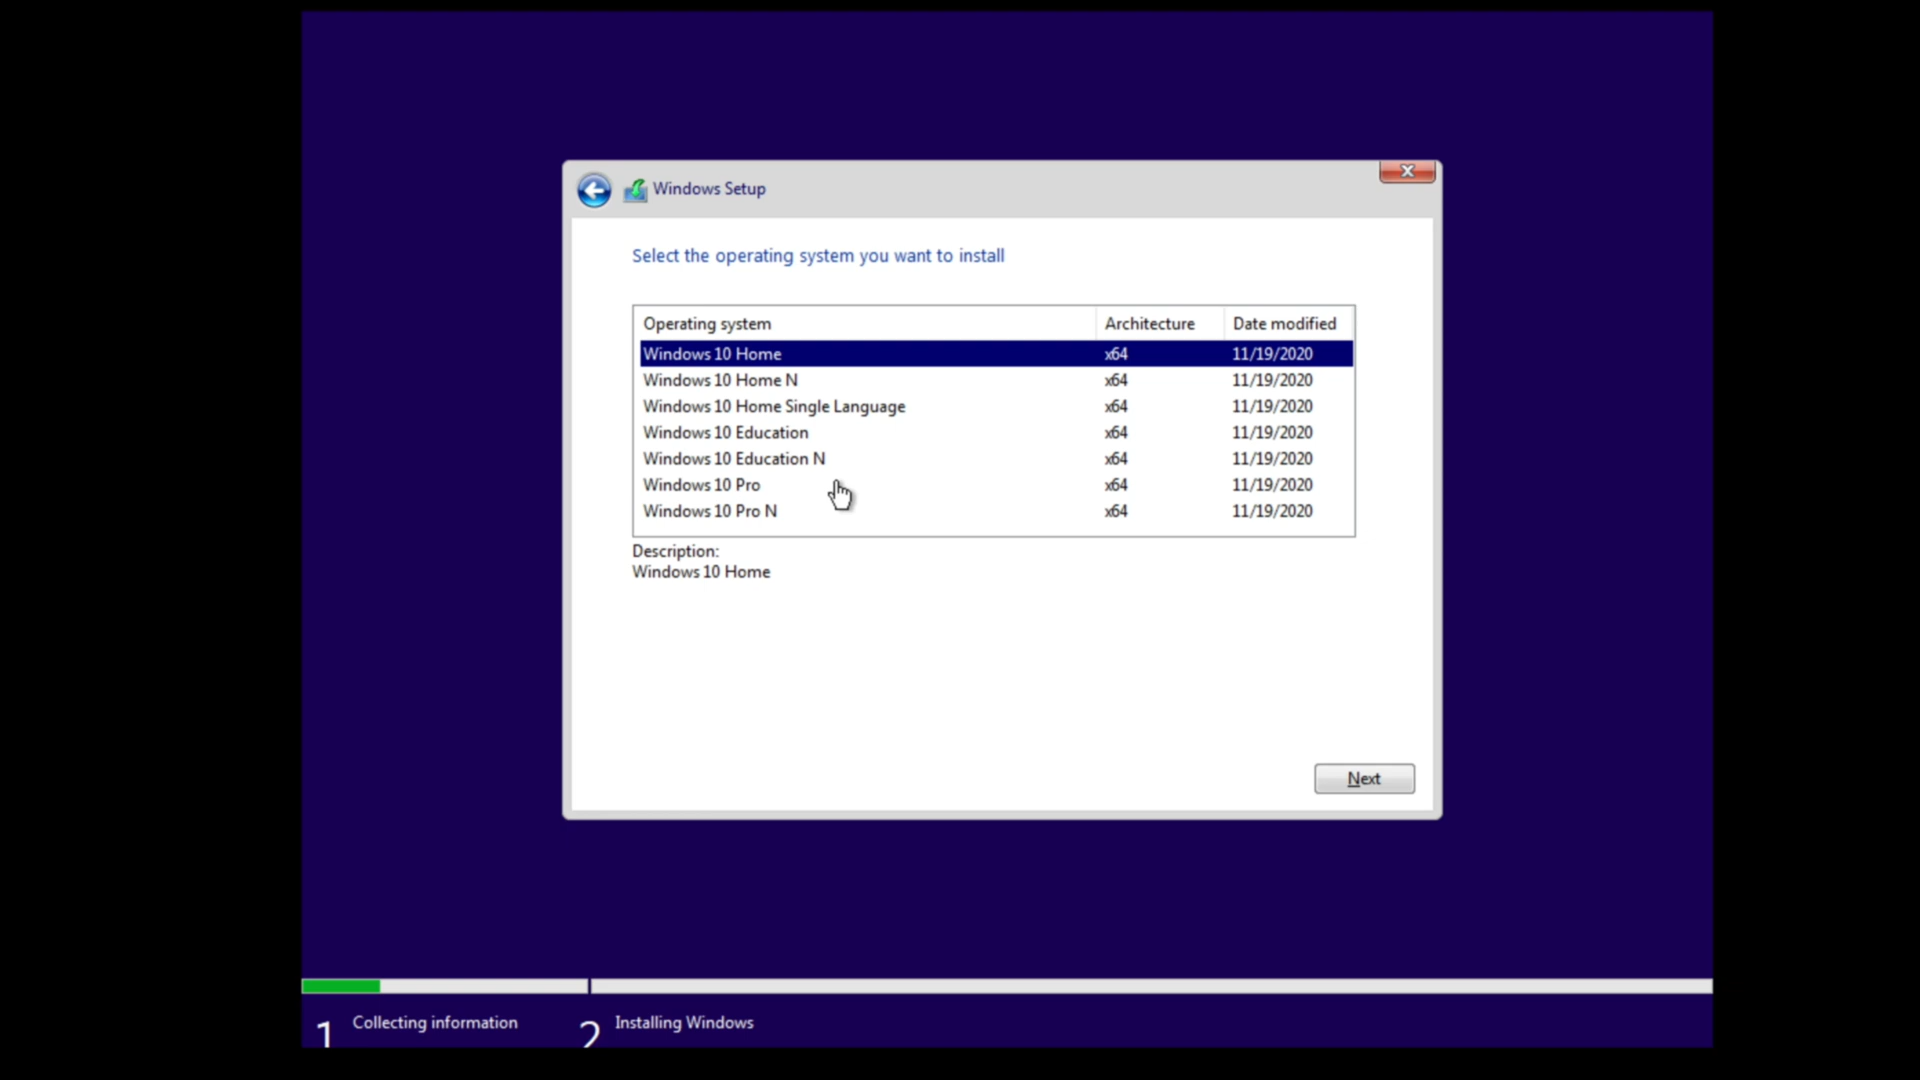 Windows Setup
Select the operating system you want to install
Operating system Architecture Date modified
Windows 10 Home x64 11/19/2020
Windows 10 Home N x64 11/19/2020
Windows 10 Home Single Language x64 11/19/2020
Windows 10 Education x64 11/19/2020
Windows 10 Education N x64 11/19/2020
Windows 10 Pro x64 11/19/2020
Windows 10 Pro N x64 11/19/2020
Description:
Windows 10 Home
Next
1 Collecting information 2 Installing Windows